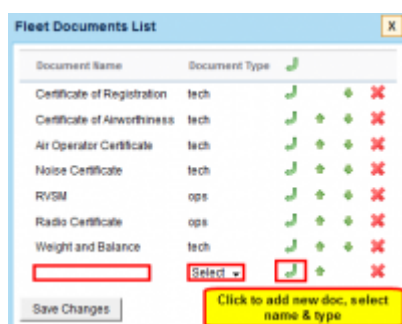 Fleet Documents List X
Document Name Document Type
Certificate of Registration tech
Certificate of Airworthiness tech
Air Operator Certificate tech
Noise Certificate tech
RVSM ops
Radio Certificate ops
Weight and Balance tech
Select
Save Changes
Click to add new doc, select
name & type